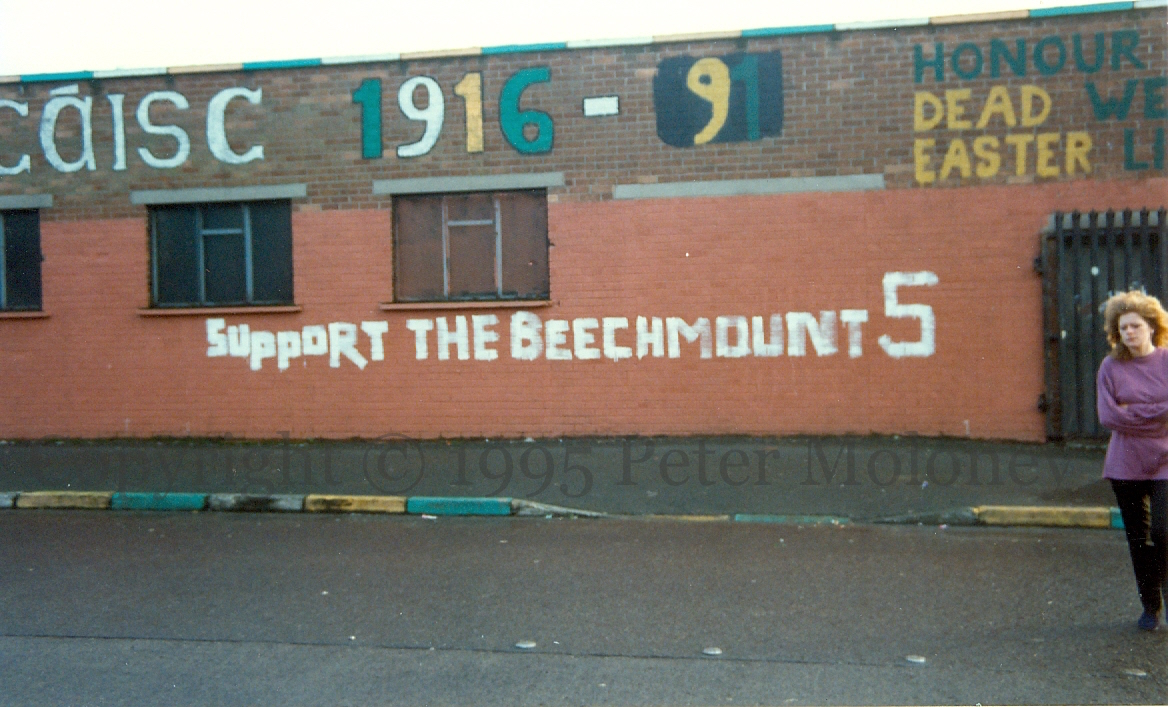 CÁISC 1916 - 91
HONOUR
DEAD WE
EASTER LI
SUPPORT THE BEECHMOUNT 5
Copyright © 1995 Peter Moloney